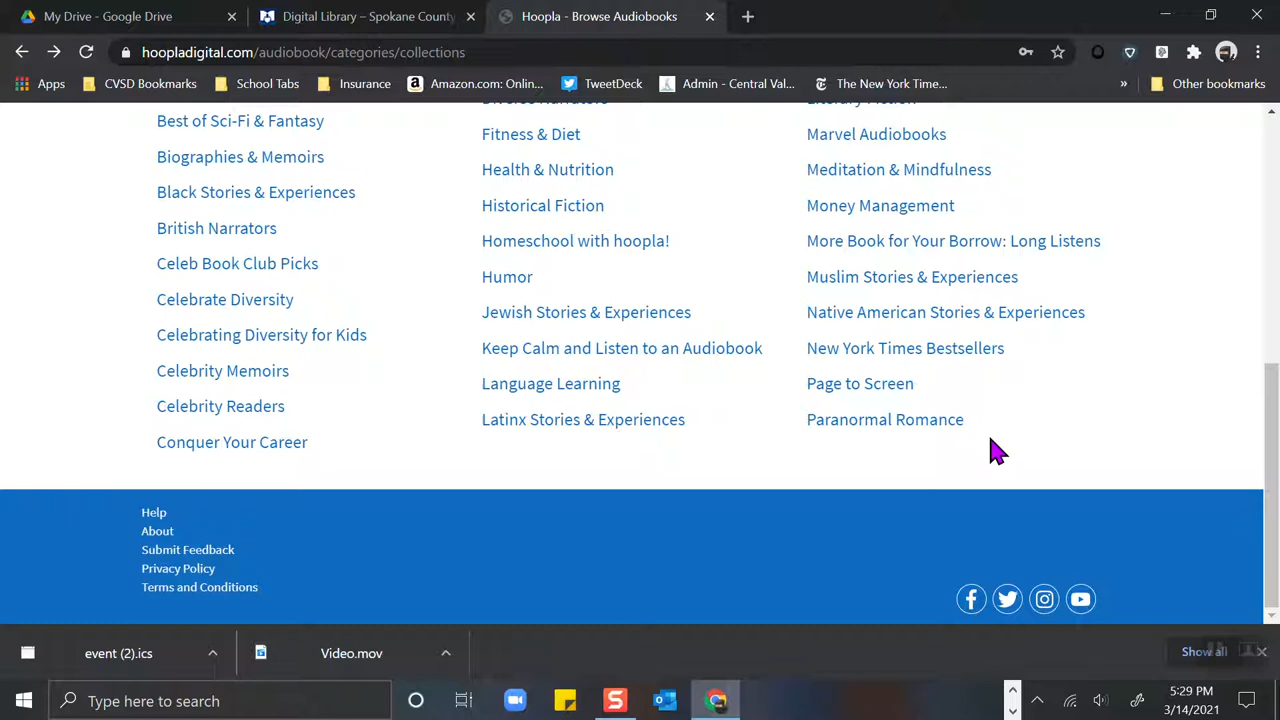 My Drive - Google Drive
Digital Library – Spokane County
Hoopla - Browse Audiobooks
hoopladigital.com/audiobook/categories/collections
Apps
CVSD Bookmarks
School Tabs
Insurance
Amazon.com: Onlin...
TweetDeck
Admin - Central Val...
The New York Time...
»
Other bookmarks
Diverse Narrators
Literary Fiction
Best of Sci-Fi & Fantasy
Fitness & Diet
Marvel Audiobooks
Biographies & Memoirs
Health & Nutrition
Meditation & Mindfulness
Black Stories & Experiences
Historical Fiction
Money Management
British Narrators
Homeschool with hoopla!
More Book for Your Borrow: Long Listens
Celeb Book Club Picks
Humor
Muslim Stories & Experiences
Celebrate Diversity
Jewish Stories & Experiences
Native American Stories & Experiences
Celebrating Diversity for Kids
Keep Calm and Listen to an Audiobook
New York Times Bestsellers
Celebrity Memoirs
Language Learning
Page to Screen
Celebrity Readers
Latinx Stories & Experiences
Paranormal Romance
Conquer Your Career
Help
About
Submit Feedback
Privacy Policy
Terms and Conditions
event (2).ics
Video.mov
Show all
Type here to search
5:29 PM
3/14/2021